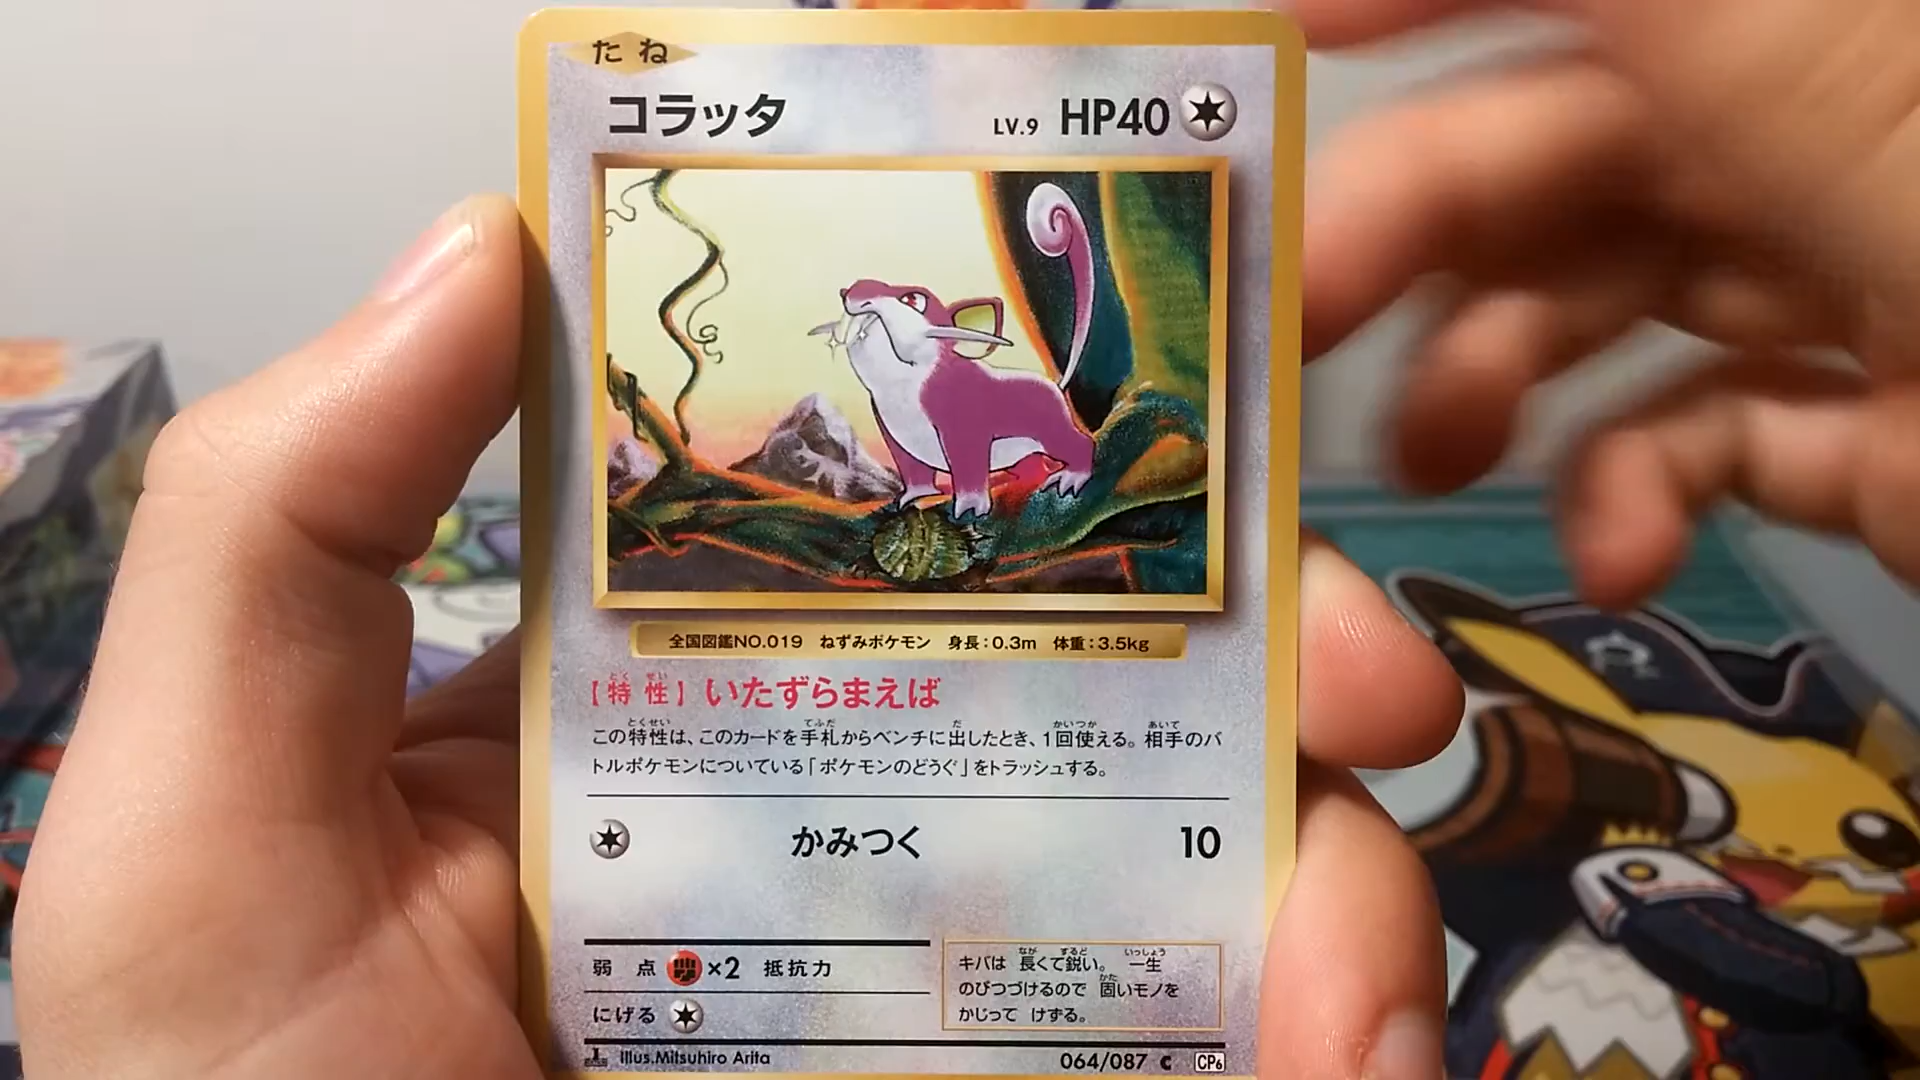 たね
コラッタ LV.9 HP40
全国図鑑NO.019 ねずみポケモン 身長:0.3m 体重:3.5kg
【特性】 いたずらまえば
この特性は、このカードを手札からベンチに出したとき、1回使える。相手のバ
トルポケモンについている「ポケモンのどうぐ」をトラッシュする。
かみつく 10
弱点 ×2 抵抗力
にげる
キバは 長くて鋭い。 一生
のびつづけるので 固いモノを
かじって けずる。
Illus.Mitsuhiro Arita 064/087 C CP6